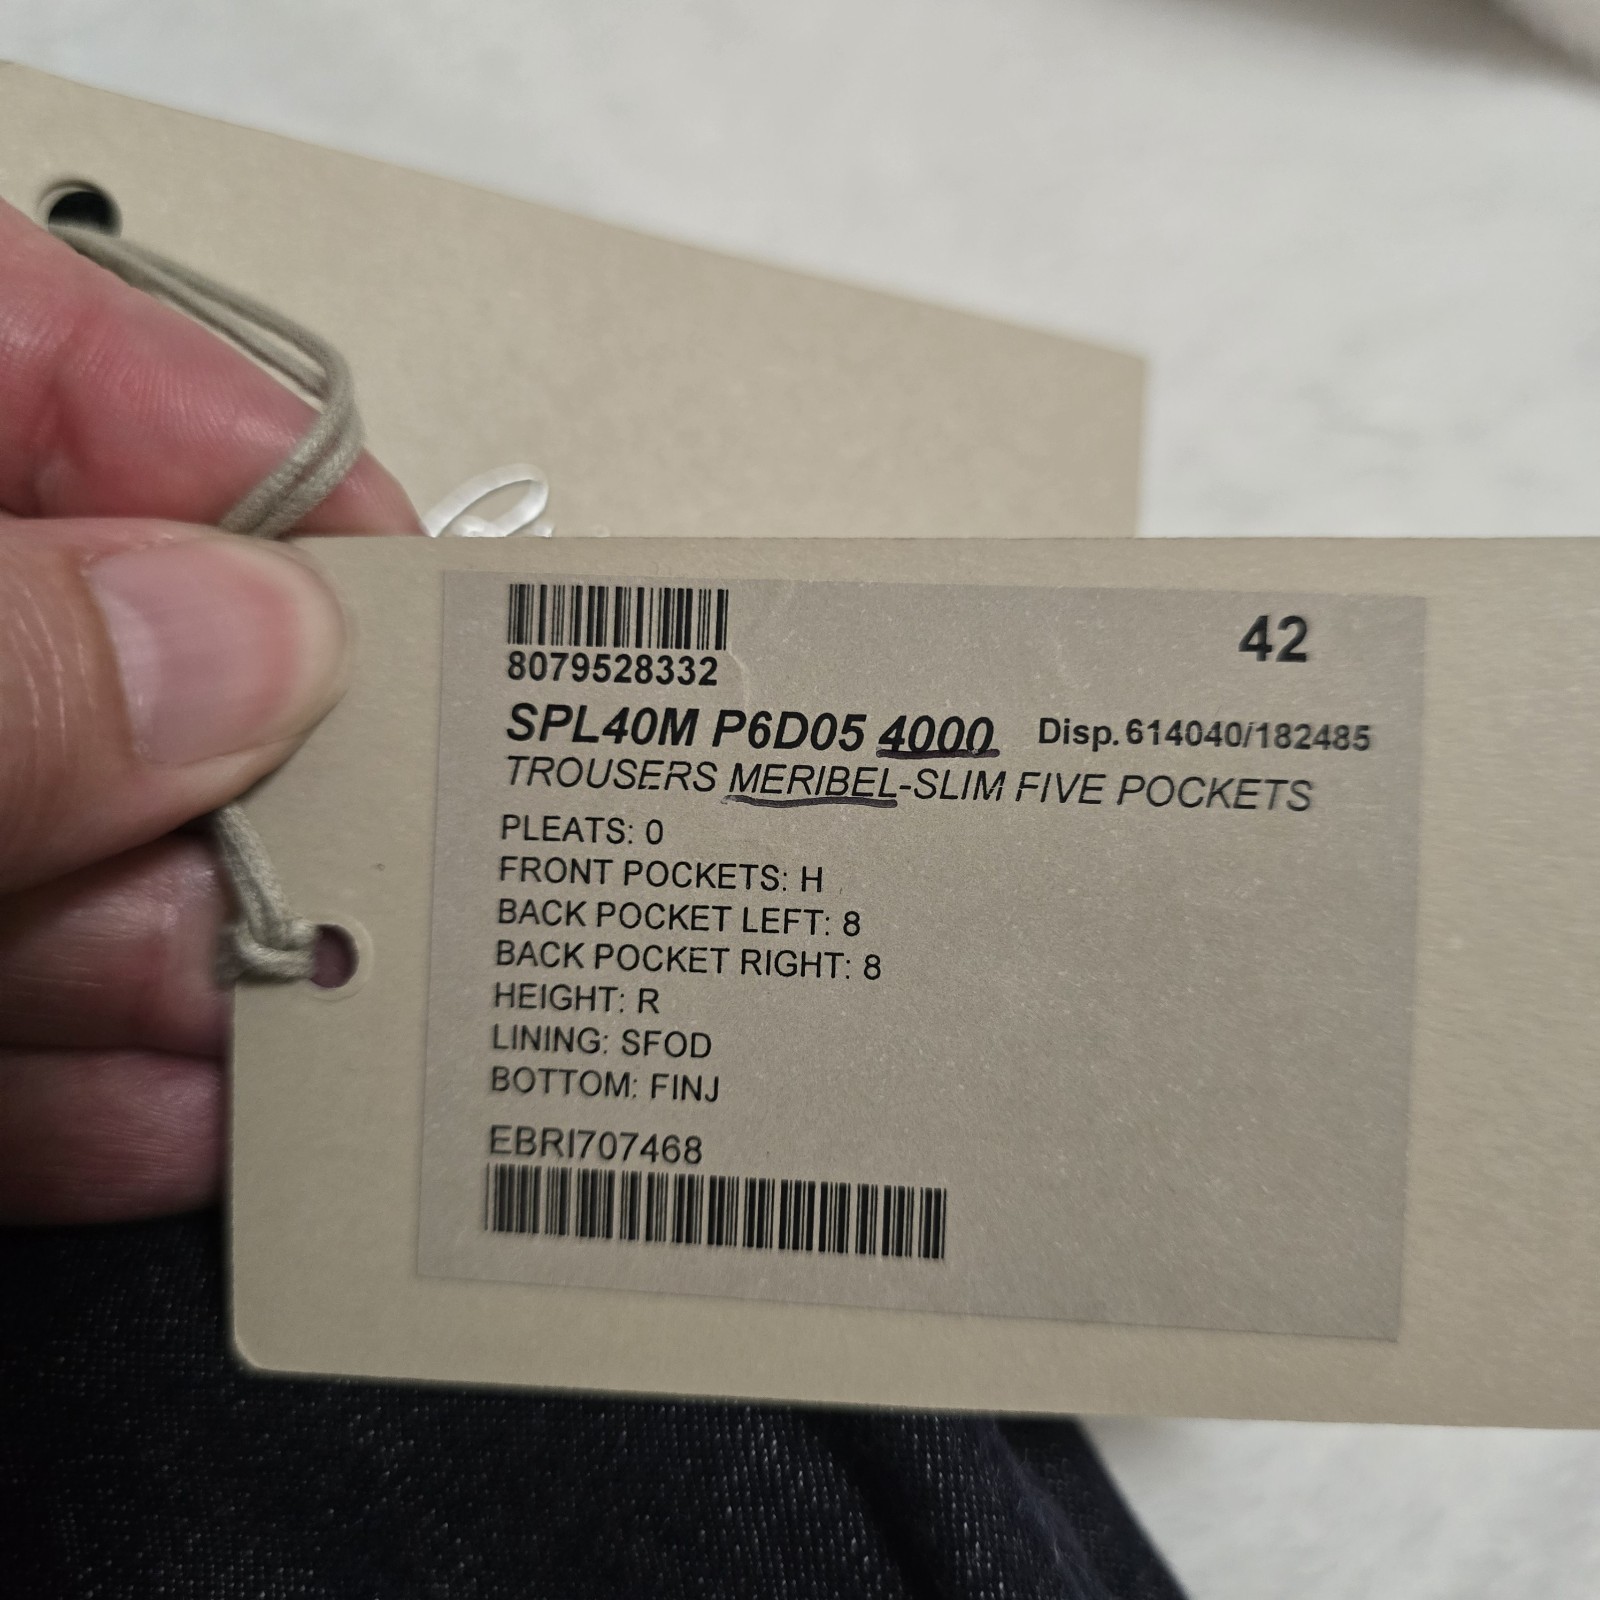 42
8079528332
SPL40M P6D05 4000 Disp. 614040/182485
TROUSERS MERIBEL-SLIM FIVE POCKETS
PLEATS: 0
FRONT POCKETS: H
BACK POCKET LEFT: 8
BACK POCKET RIGHT: 8
HEIGHT: R
LINING: SFOD
BOTTOM: FINJ
EBRI707468